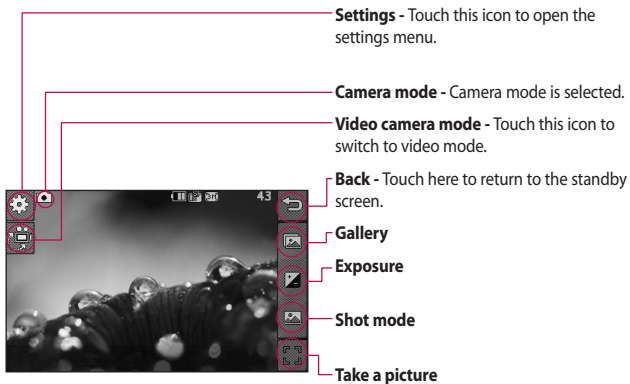 Settings - Touch this icon to open the
settings menu.
Camera mode - Camera mode is selected.
Video camera mode - Touch this icon to
switch to video mode.
Back - Touch here to return to the standby
screen.
43
Gallery
Exposure
Shot mode
Take a picture